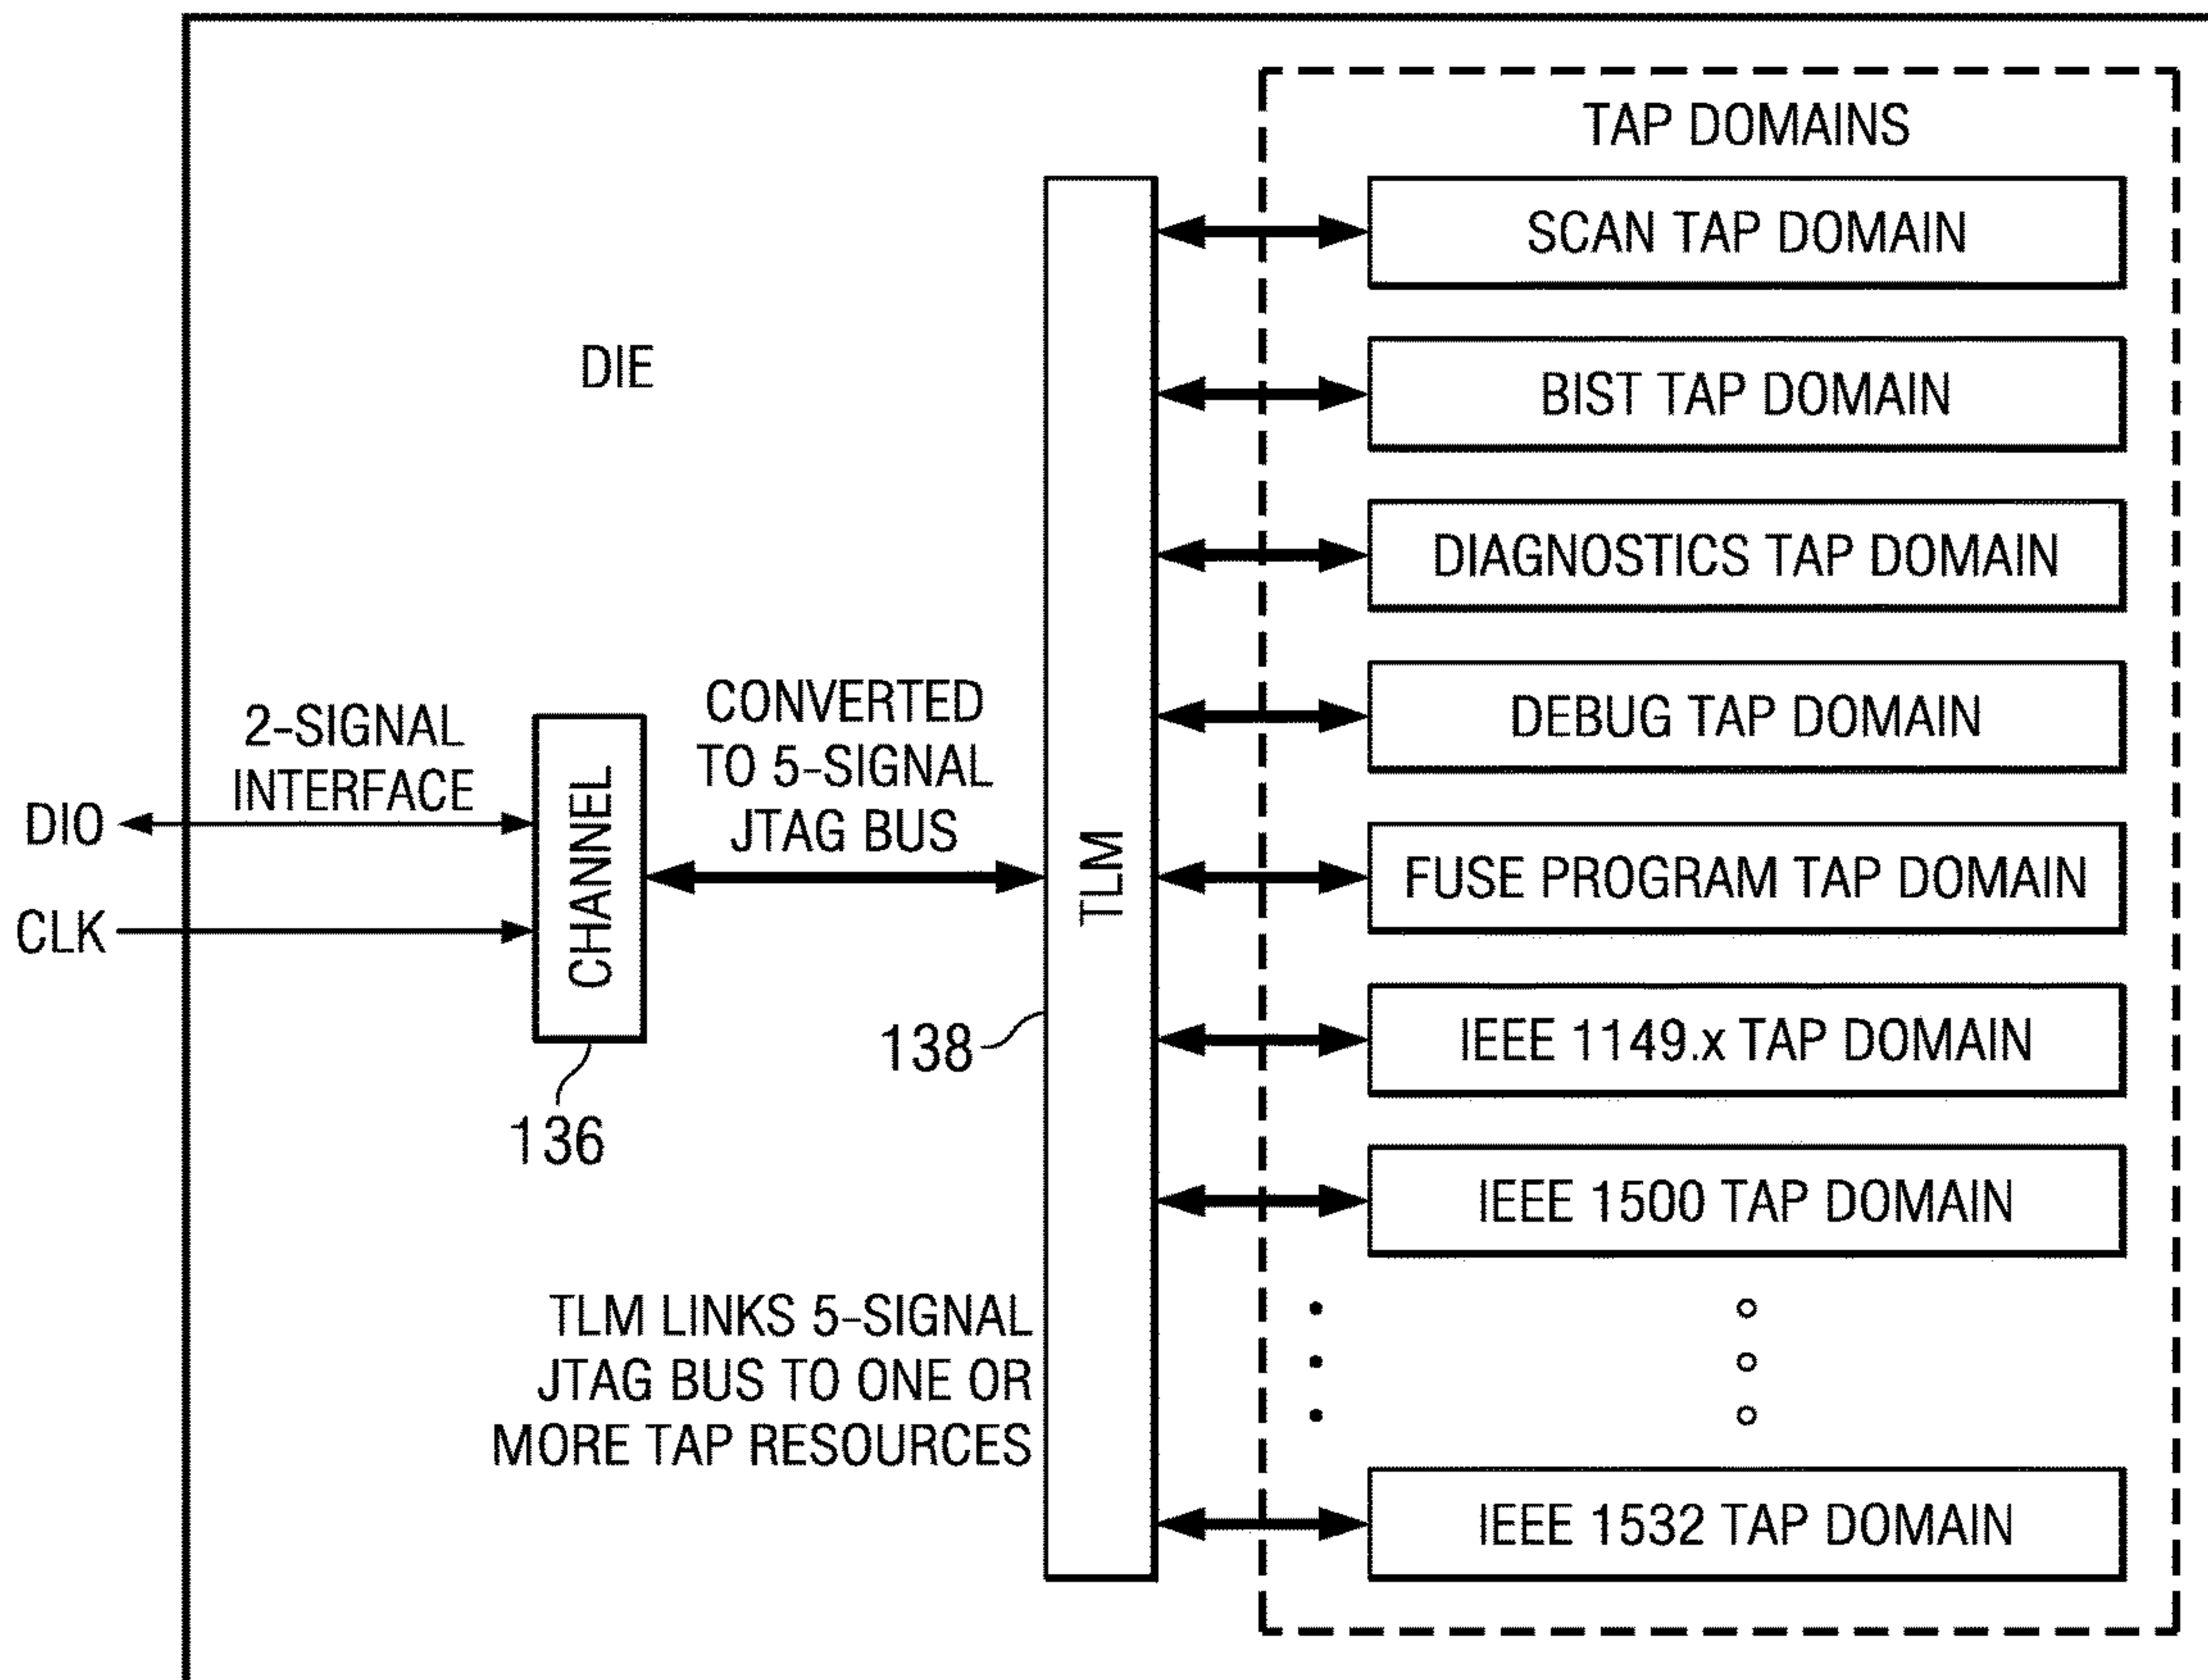 TAP DOMAINS
SCAN TAP DOMAIN
BIST TAP DOMAIN
DIAGNOSTICS TAP DOMAIN
DEBUG TAP DOMAIN
FUSE PROGRAM TAP DOMAIN
IEEE 1149.x TAP DOMAIN
IEEE 1500 TAP DOMAIN
IEEE 1532 TAP DOMAIN
DIE
2-SIGNAL
INTERFACE
DIO
CLK
CHANNEL
136
CONVERTED
TO 5-SIGNAL
JTAG BUS
TLM
138
TLM LINKS 5-SIGNAL
JTAG BUS TO ONE OR
MORE TAP RESOURCES